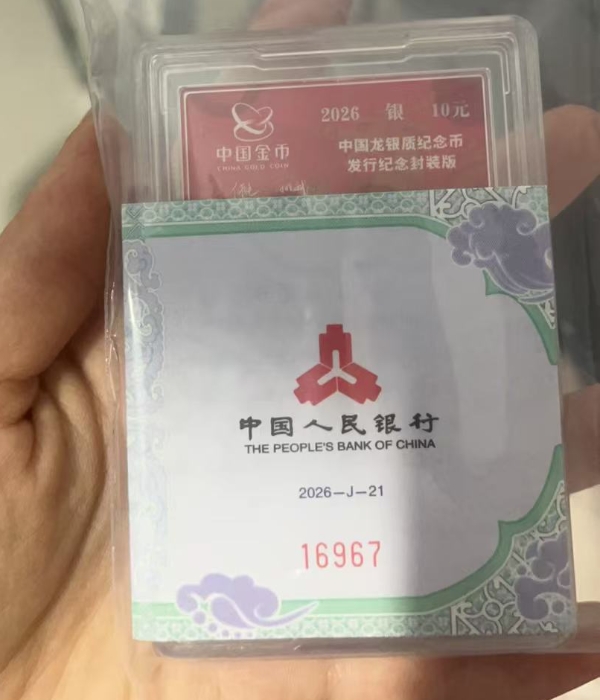 2026 银 10元
中国金币
CHINA GOLD COIN
中国龙银质纪念币
发行纪念封装版
中国人民银行
THE PEOPLE'S BANK OF CHINA
2026-J-21
16967